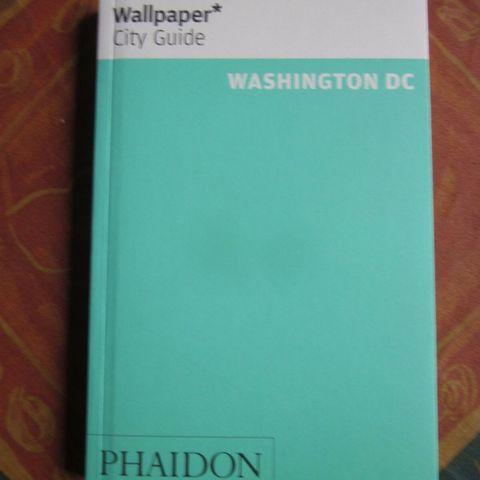 Wallpaper*
City Guide
WASHINGTON DC
PHAIDON